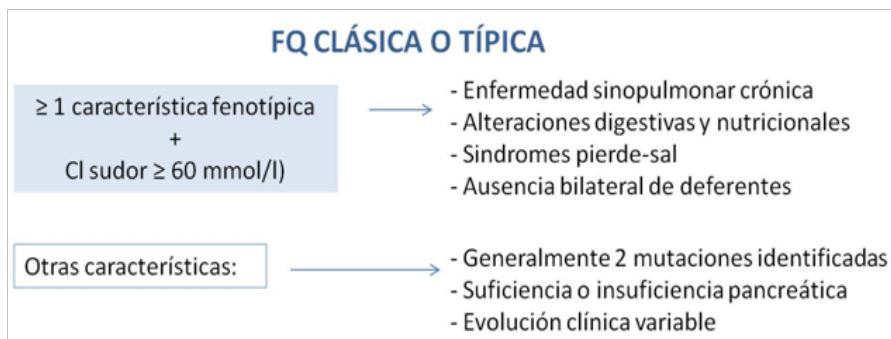 FQ CLÁSICA O TÍPICA
≥ 1 característica fenotípica
+
Cl sudor ≥ 60 mmol/l)
- Enfermedad sinopulmonar crónica
- Alteraciones digestivas y nutricionales
- Sindromes pierde-sal
- Ausencia bilateral de deferentes
Otras características:
- Generalmente 2 mutaciones identificadas
- Suficiencia o insuficiencia pancreática
- Evolución clínica variable